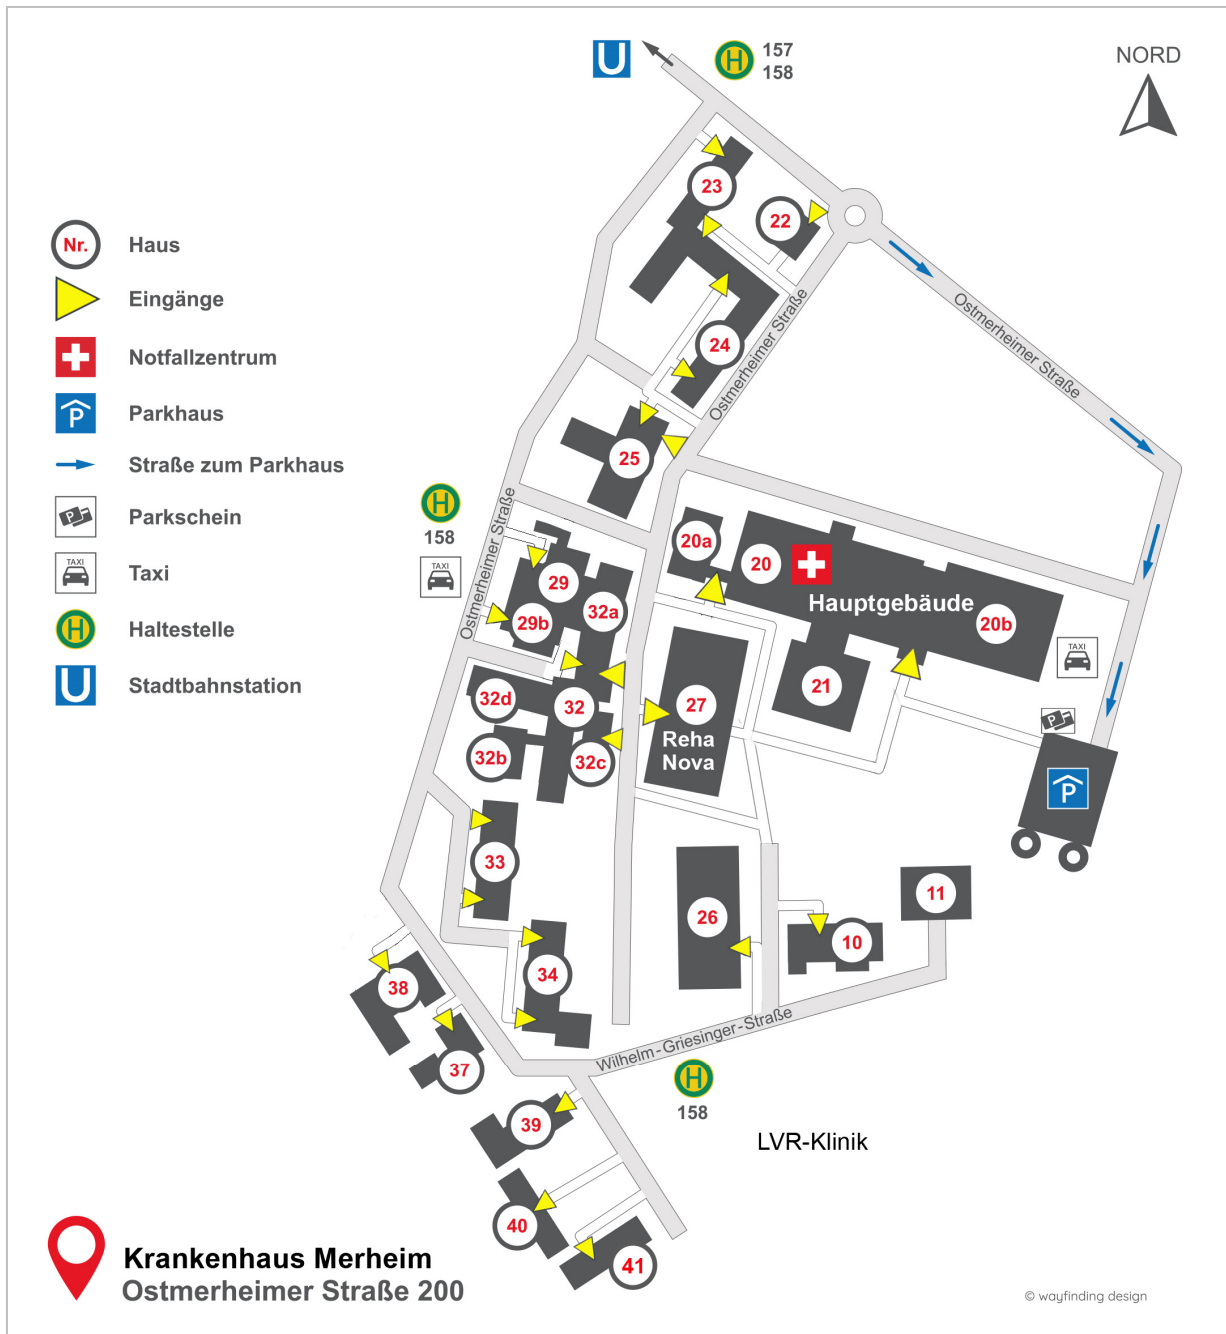 U
H
157
158
NORD
23
22
Nr.
Haus
Eingänge
Notfallzentrum
P
Parkhaus
Straße zum Parkhaus
P
Parkschein
TAXI
Taxi
H
Haltestelle
U
Stadtbahnstation
Ostmerheimer Straße
Ostmerheimer Straße
24
25
H
158
TAXI
Ostmerheimer Straße
20a
20
Hauptgebäude
20b
29
32a
29b
TAXI
21
32d
32
27
Reha
Nova
P
32b
32c
P
33
11
26
10
34
38
37
Wilhelm-Griesinger-Straße
H
158
39
LVR-Klinik
40
41
Krankenhaus Merheim
Ostmerheimer Straße 200
© wayfinding design